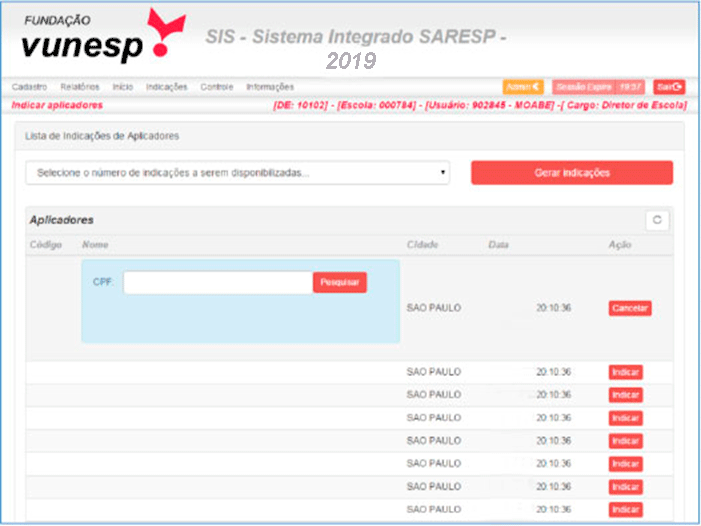 FUNDAÇÃO
vunesp
SIS - Sistema Integrado SARESP -
2019
Cadastro Relatórios Início Indicações Controle Informações Admin Sessão Expira 19:57 Sair
Indicar aplicadores [DE: 10102] - [Escola: 000784] - [Usuário: 902845 - MOABE] -[ Cargo: Diretor de Escola]
Lista de Indicações de Aplicadores
Selecione o número de indicações a serem disponibilizadas... Gerar Indicações
Aplicadores
Código Nome Cidade Data Ação
CPF: Pesquisar
SAO PAULO 20:10:36 Cancelar
SAO PAULO 20:10:36 Indicar
SAO PAULO 20:10:36 Indicar
SAO PAULO 20:10:36 Indicar
SAO PAULO 20:10:36 Indicar
SAO PAULO 20:10:36 Indicar
SAO PAULO 20:10:36 Indicar
SAO PAULO 20:10:36 Indicar